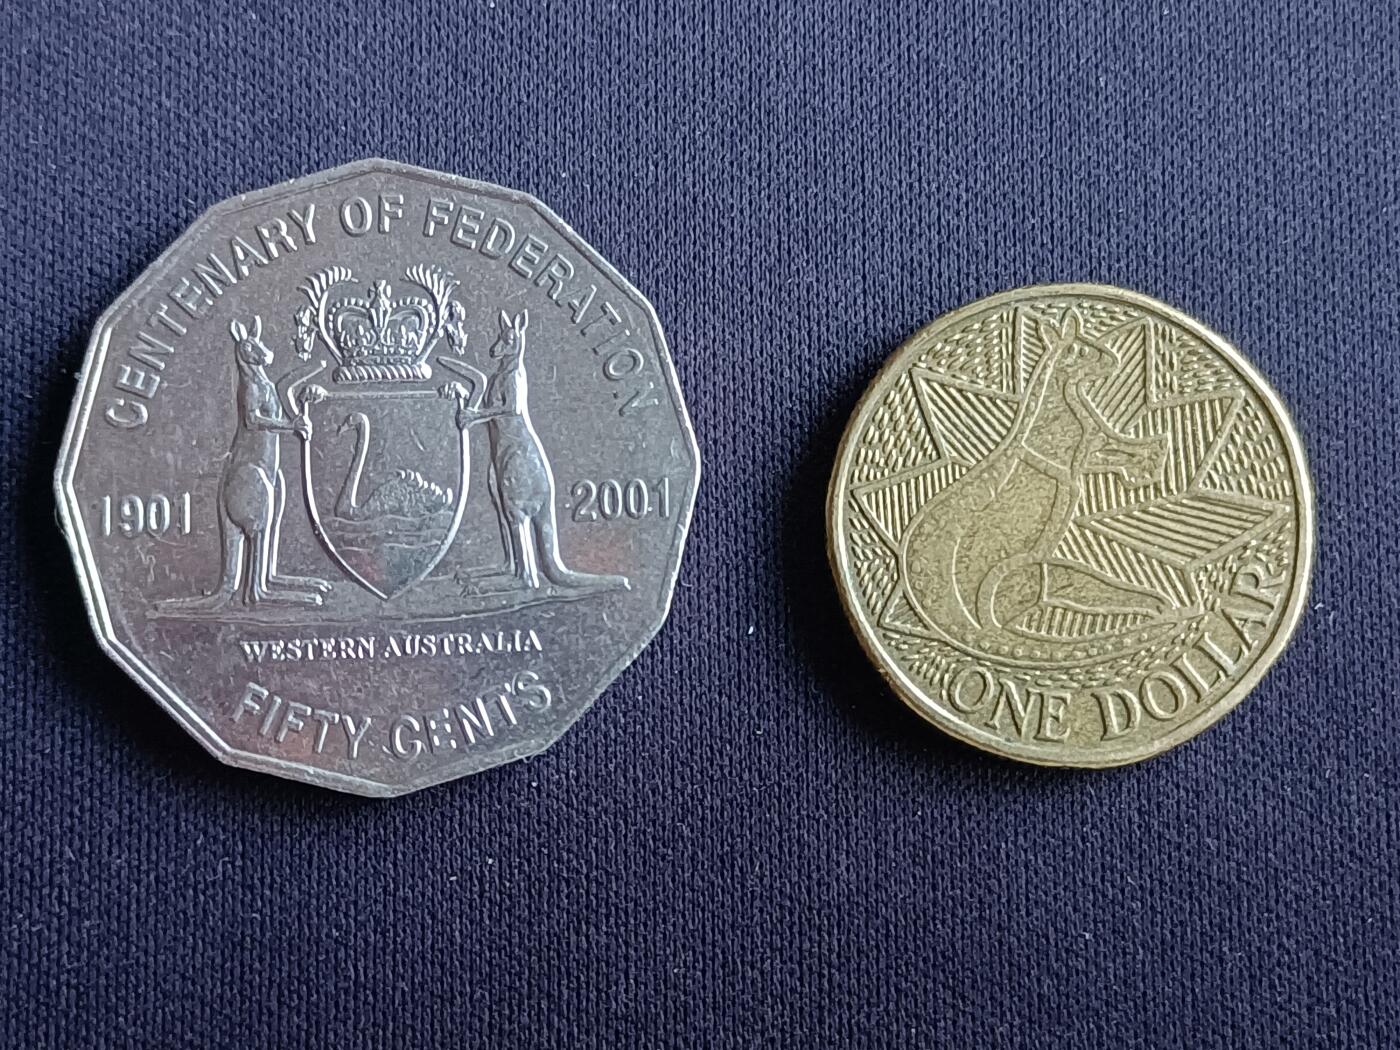 CENTENARY OF FEDERATION
1901 2001
WESTERN AUSTRALIA
FIFTY CENTS
ONE DOLLAR